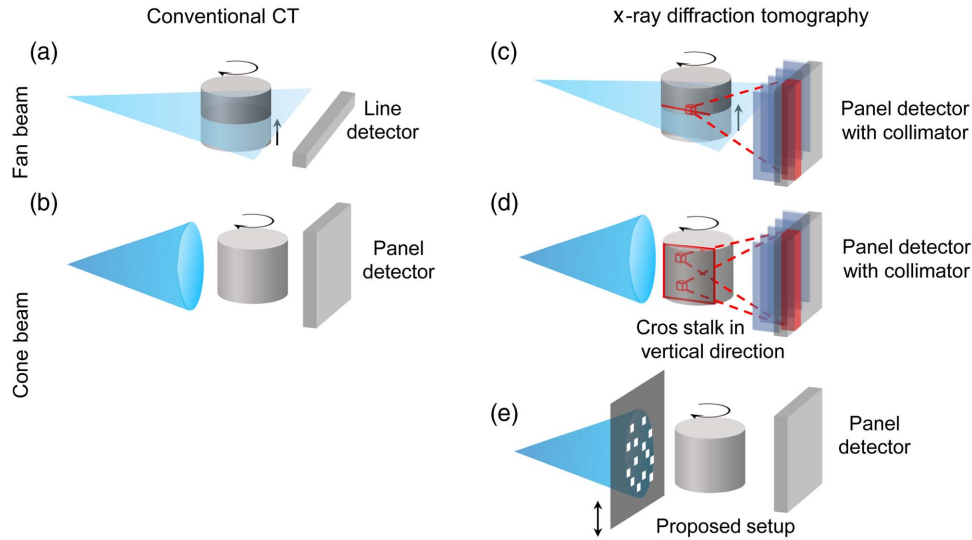 Conventional CT
x-ray diffraction tomography
(a)
Fan beam
Line
detector
(c)
Panel detector
with collimator
(b)
Cone beam
Panel
detector
(d)
Panel detector
with collimator
Cros stalk in
vertical direction
(e)
Panel
detector
Proposed setup